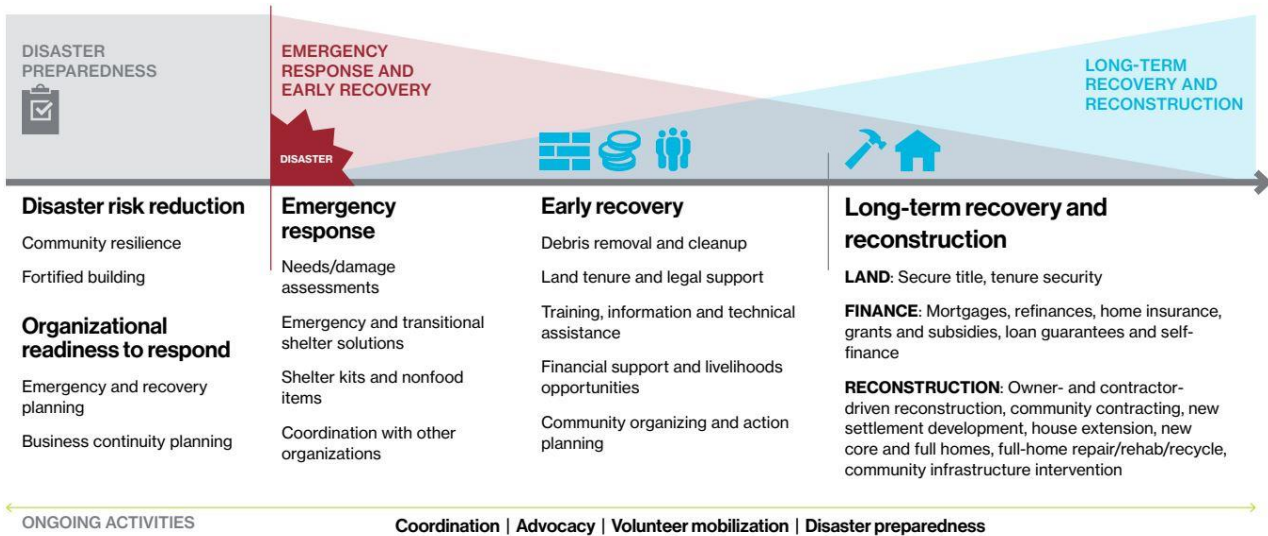 DISASTER
PREPAREDNESS
EMERGENCY
RESPONSE AND
EARLY RECOVERY
LONG-TERM
RECOVERY AND
RECONSTRUCTION
DISASTER
Disaster risk reduction
Community resilience
Fortified building
Organizational
readiness to respond
Emergency and recovery
planning
Business continuity planning
Emergency
response
Needs/damage
assessments
Emergency and transitional
shelter solutions
Shelter kits and nonfood
items
Coordination with other
organizations
Early recovery
Debris removal and cleanup
Land tenure and legal support
Training, information and technical
assistance
Financial support and livelihoods
opportunities
Community organizing and action
planning
Long-term recovery and
reconstruction
LAND: Secure title, tenure security
FINANCE: Mortgages, refinances, home insurance,
grants and subsidies, loan guarantees and self-
finance
RECONSTRUCTION: Owner- and contractor-
driven reconstruction, community contracting, new
settlement development, house extension, new
core and full homes, full-home repair/rehab/recycle,
community infrastructure intervention
ONGOING ACTIVITIES
Coordination | Advocacy | Volunteer mobilization | Disaster preparedness